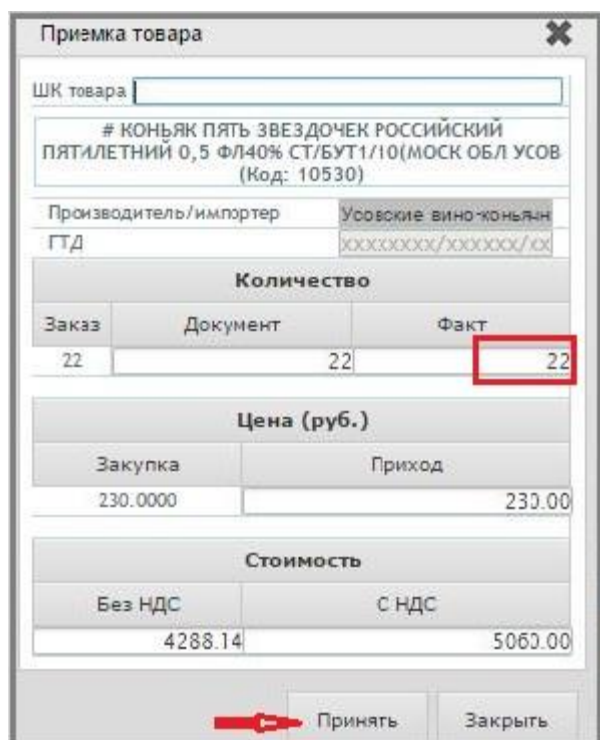 Приемка товара
ШК товара
# КОНЬЯК ПЯТЬ ЗВЕЗДОЧЕК РОССИЙСКИЙ
ПЯТИЛЕТНИЙ 0,5 ФЛ40% СТ/БУТ1/10(МОСК ОБЛ УСОВ
(Код: 10530)
Производитель/импортер Усовские вино-коньячн
ГТД xxxxxxxx/xxxxxx/xx
Количество
Заказ Документ Факт
22 22 22
Цена (руб.)
Закупка Приход
230.0000 230.00
Стоимость
Без НДС С НДС
4288.14 5060.00
Принять Закрыть